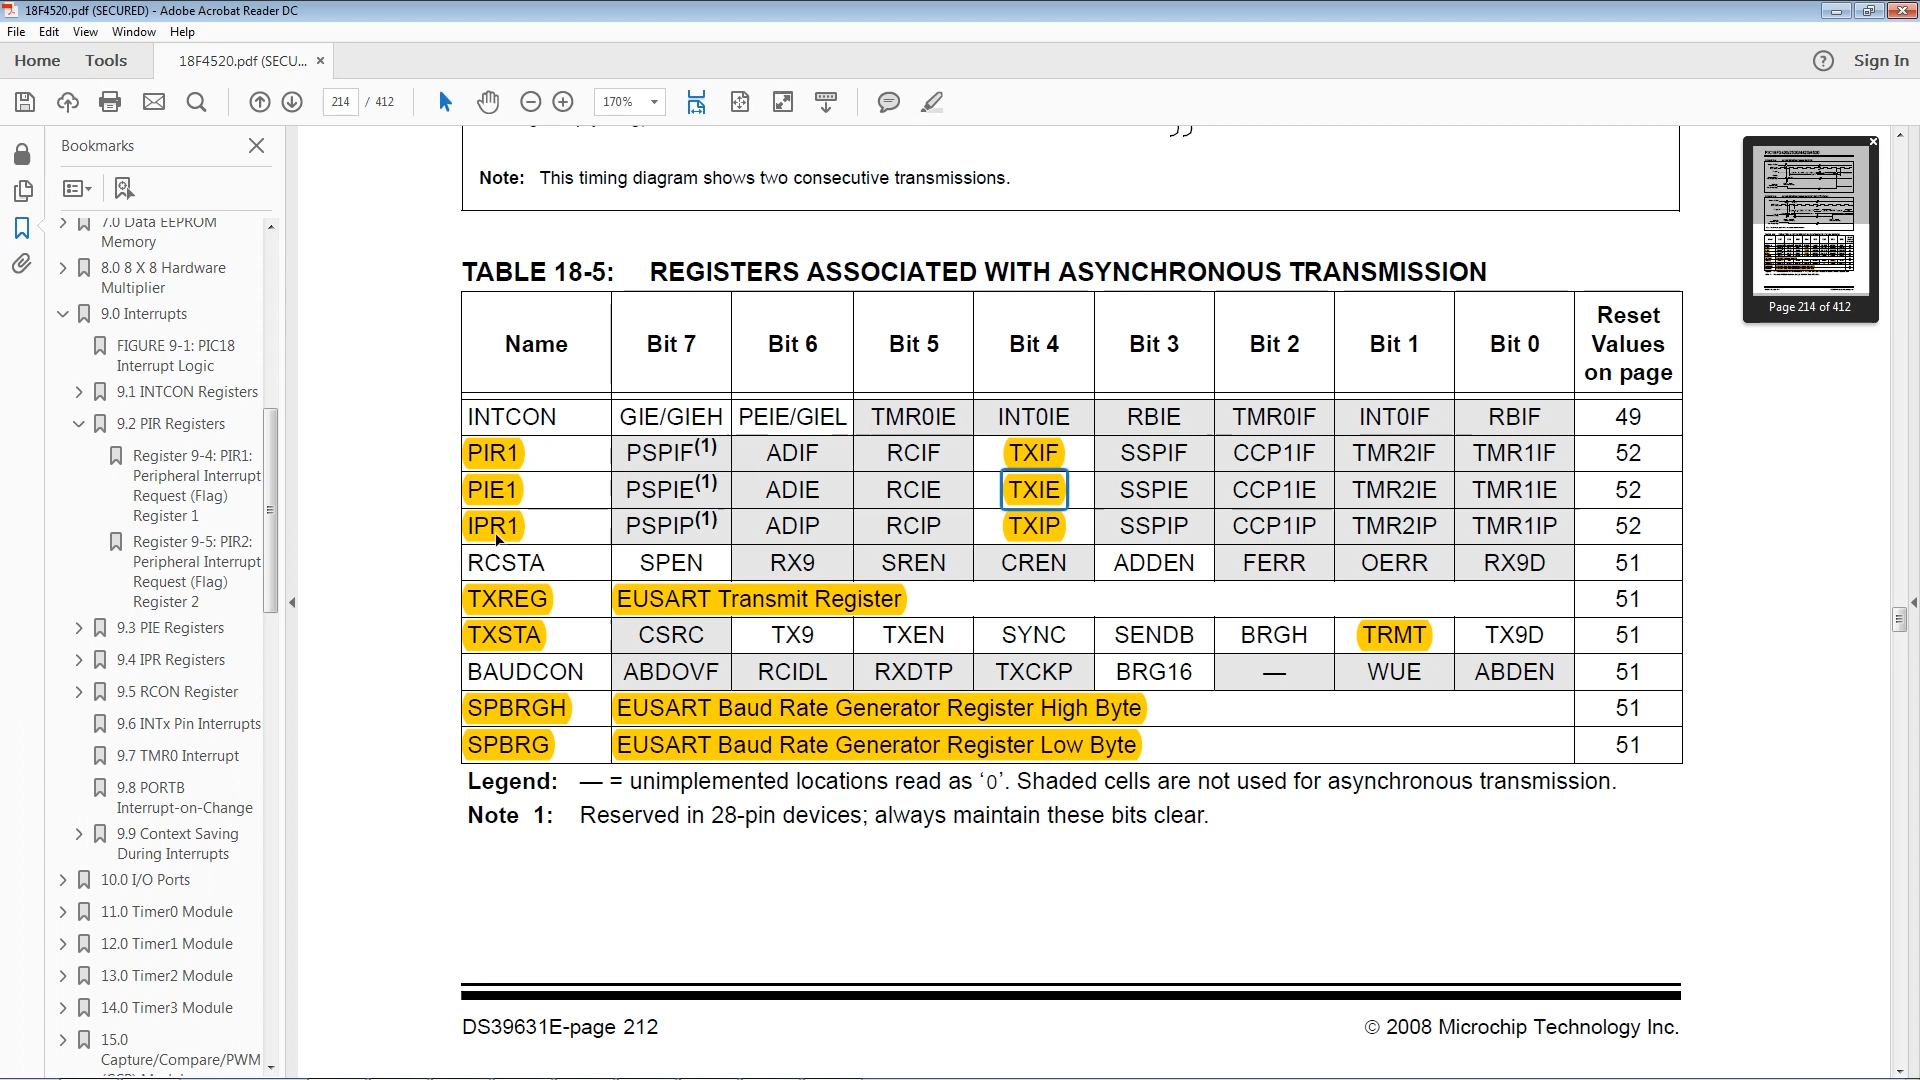 18F4520.pdf (SECURED) - Adobe Acrobat Reader DC
File Edit View Window Help
Home Tools 18F4520.pdf (SECU... × Sign In
214 / 412 170%
Bookmarks
7.0 Data EEPROM
Memory
8.0 8 X 8 Hardware
Multiplier
9.0 Interrupts
FIGURE 9-1: PIC18
Interrupt Logic
9.1 INTCON Registers
9.2 PIR Registers
Register 9-4: PIR1:
Peripheral Interrupt
Request (Flag)
Register 1
Register 9-5: PIR2:
Peripheral Interrupt
Request (Flag)
Register 2
9.3 PIE Registers
9.4 IPR Registers
9.5 RCON Register
9.6 INTx Pin Interrupts
9.7 TMR0 Interrupt
9.8 PORTB
Interrupt-on-Change
9.9 Context Saving
During Interrupts
10.0 I/O Ports
11.0 Timer0 Module
12.0 Timer1 Module
13.0 Timer2 Module
14.0 Timer3 Module
15.0
Capture/Compare/PWM
Note: This timing diagram shows two consecutive transmissions.
TABLE 18-5: REGISTERS ASSOCIATED WITH ASYNCHRONOUS TRANSMISSION
Name Bit 7 Bit 6 Bit 5 Bit 4 Bit 3 Bit 2 Bit 1 Bit 0 Reset Values on page
INTCON GIE/GIEH PEIE/GIEL TMR0IE INT0IE RBIE TMR0IF INT0IF RBIF 49
PIR1 PSPIF(1) ADIF RCIF TXIF SSPIF CCP1IF TMR2IF TMR1IF 52
PIE1 PSPIE(1) ADIE RCIE TXIE SSPIE CCP1IE TMR2IE TMR1IE 52
IPR1 PSPIP(1) ADIP RCIP TXIP SSPIP CCP1IP TMR2IP TMR1IP 52
RCSTA SPEN RX9 SREN CREN ADDEN FERR OERR RX9D 51
TXREG EUSART Transmit Register 51
TXSTA CSRC TX9 TXEN SYNC SENDB BRGH TRMT TX9D 51
BAUDCON ABDOVF RCIDL RXDTP TXCKP BRG16 — WUE ABDEN 51
SPBRGH EUSART Baud Rate Generator Register High Byte 51
SPBRG EUSART Baud Rate Generator Register Low Byte 51
Legend: — = unimplemented locations read as ‘0’. Shaded cells are not used for asynchronous transmission.
Note 1: Reserved in 28-pin devices; always maintain these bits clear.
DS39631E-page 212 © 2008 Microchip Technology Inc.
Page 214 of 412